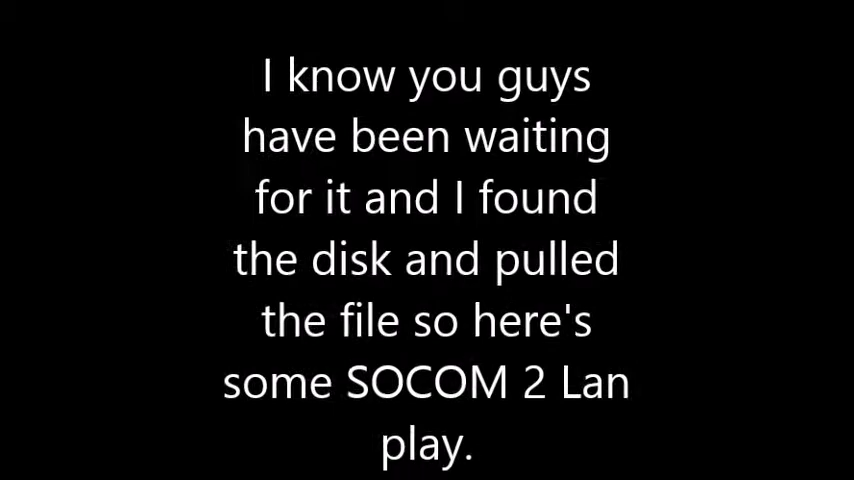 I know you guys
have been waiting
for it and I found
the disk and pulled
the file so here's
some SOCOM 2 Lan
play.